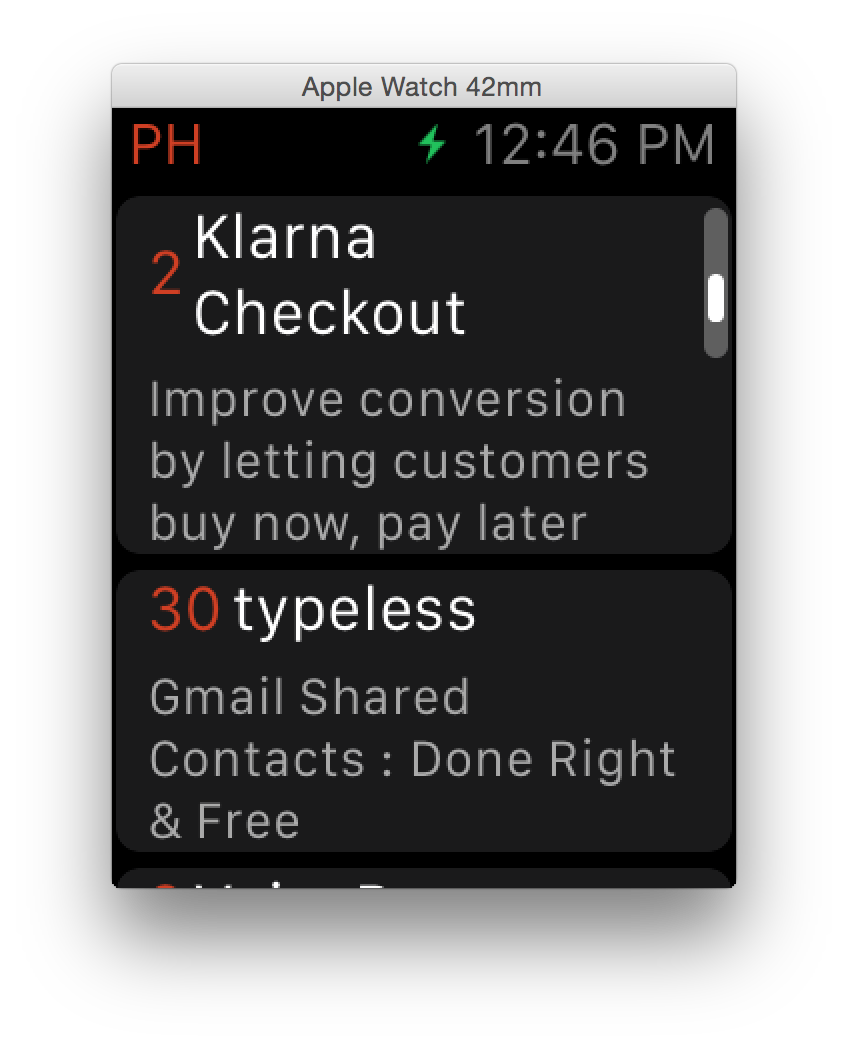 Apple Watch 42mm
PH 12:46 PM
2 Klarna
Checkout
Improve conversion
by letting customers
buy now, pay later
30 typeless
Gmail Shared
Contacts : Done Right
& Free